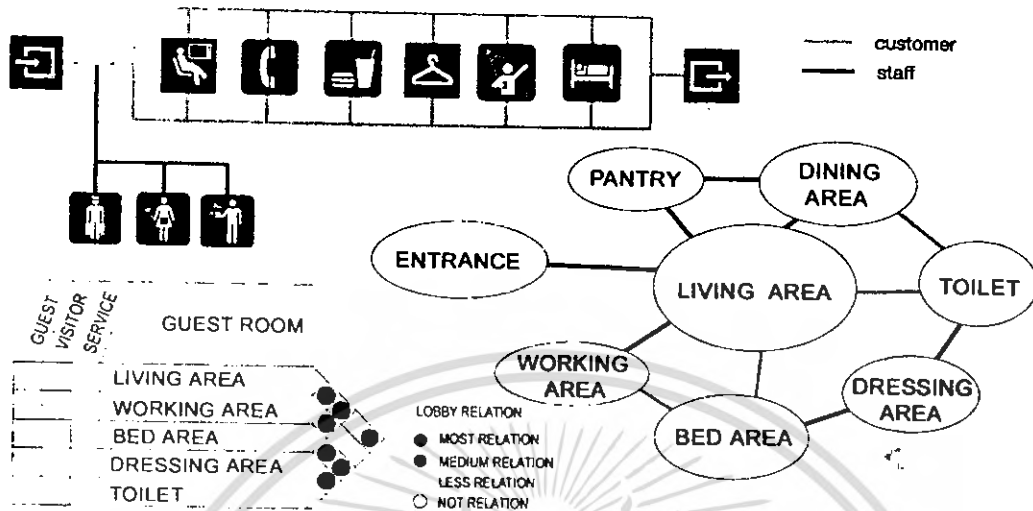 customer
staff
PANTRY
DINING
AREA
ENTRANCE
LIVING AREA
TOILET
WORKING
AREA
BED AREA
DRESSING
AREA
GUEST
VISITOR
SERVICE
GUEST ROOM
LIVING AREA
WORKING AREA
BED AREA
DRESSING AREA
TOILET
LOBBY RELATION
MOST RELATION
MEDIUM RELATION
LESS RELATION
NOT RELATION